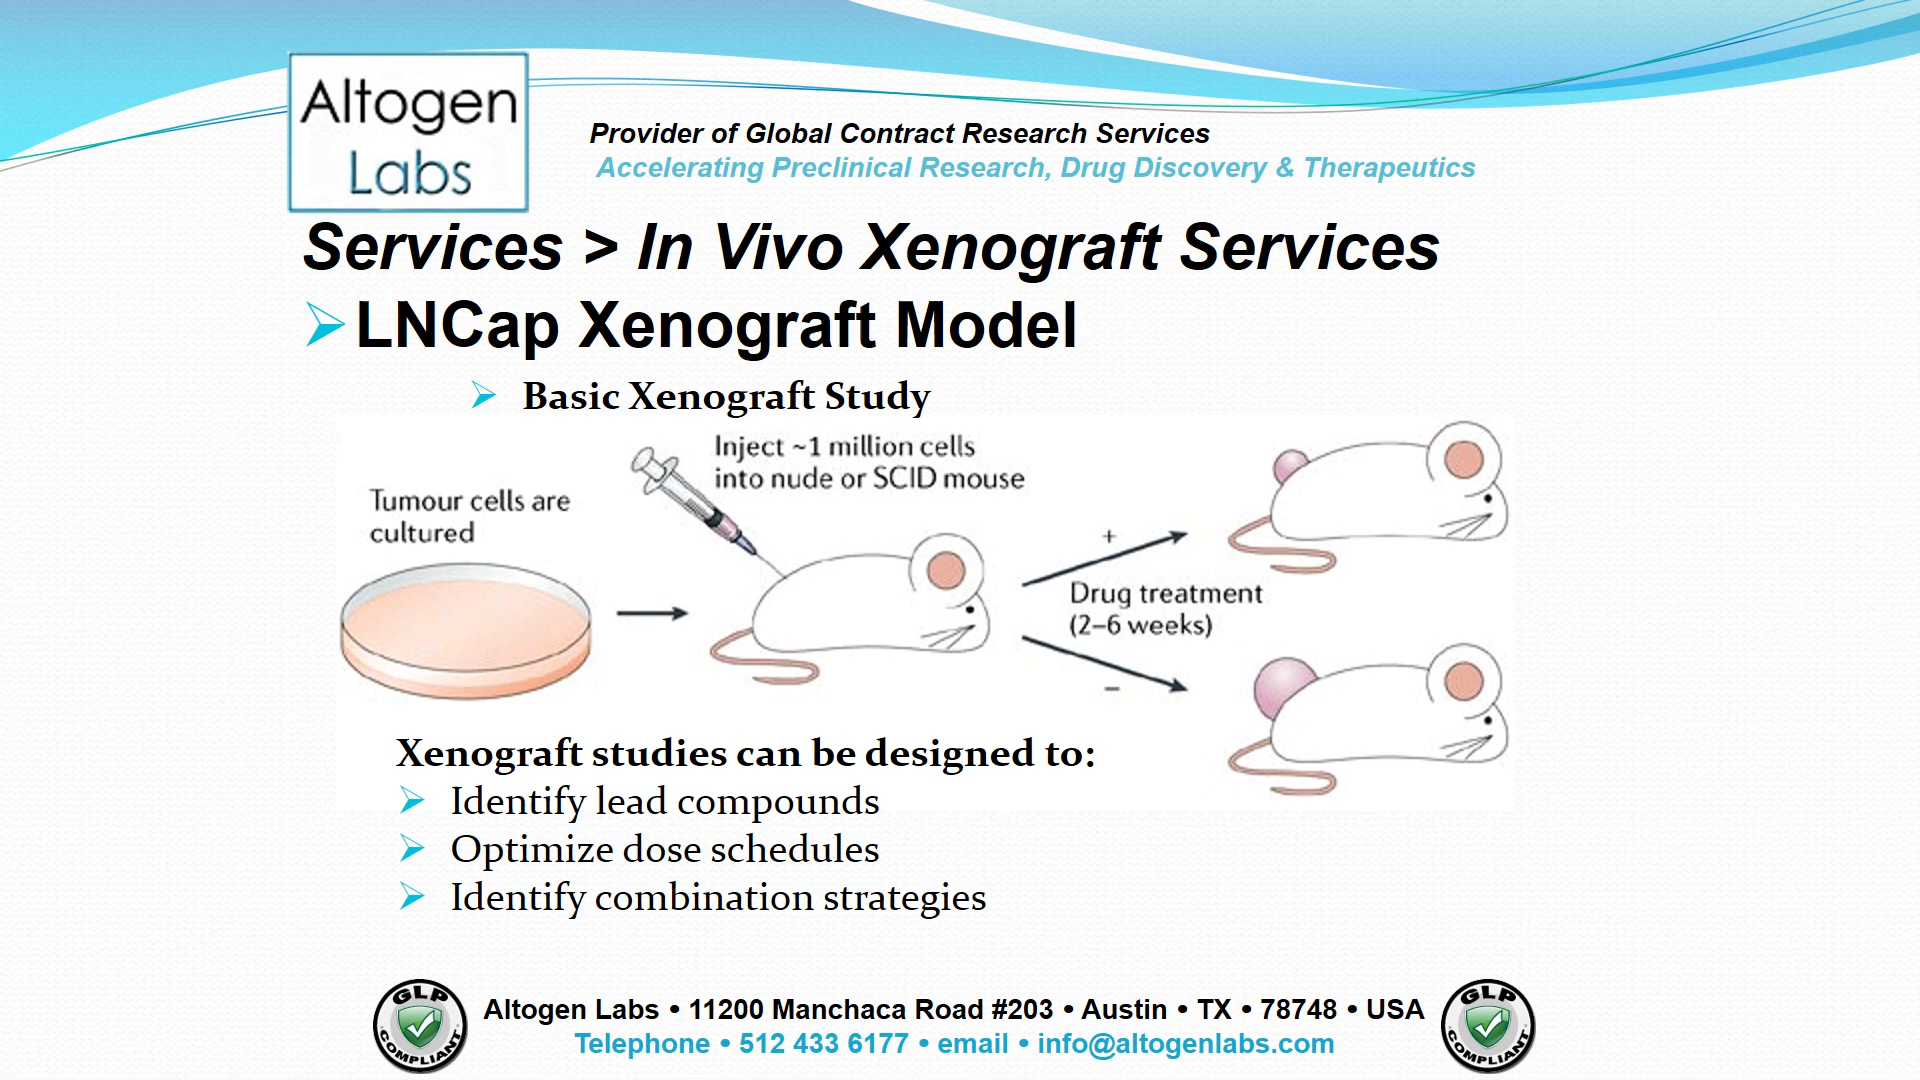 Altogen
Labs
Provider of Global Contract Research Services
Accelerating Preclinical Research, Drug Discovery & Therapeutics
Services > In Vivo Xenograft Services
LNCap Xenograft Model
Basic Xenograft Study
Tumour cells are
cultured
Inject ~1 million cells
into nude or SCID mouse
+
Drug treatment
(2–6 weeks)
–
Xenograft studies can be designed to:
Identify lead compounds
Optimize dose schedules
Identify combination strategies
GLP
COMPLIANT
Altogen Labs • 11200 Manchaca Road #203 • Austin • TX • 78748 • USA
Telephone • 512 433 6177 • email • info@altogenlabs.com
GLP
COMPLIANT